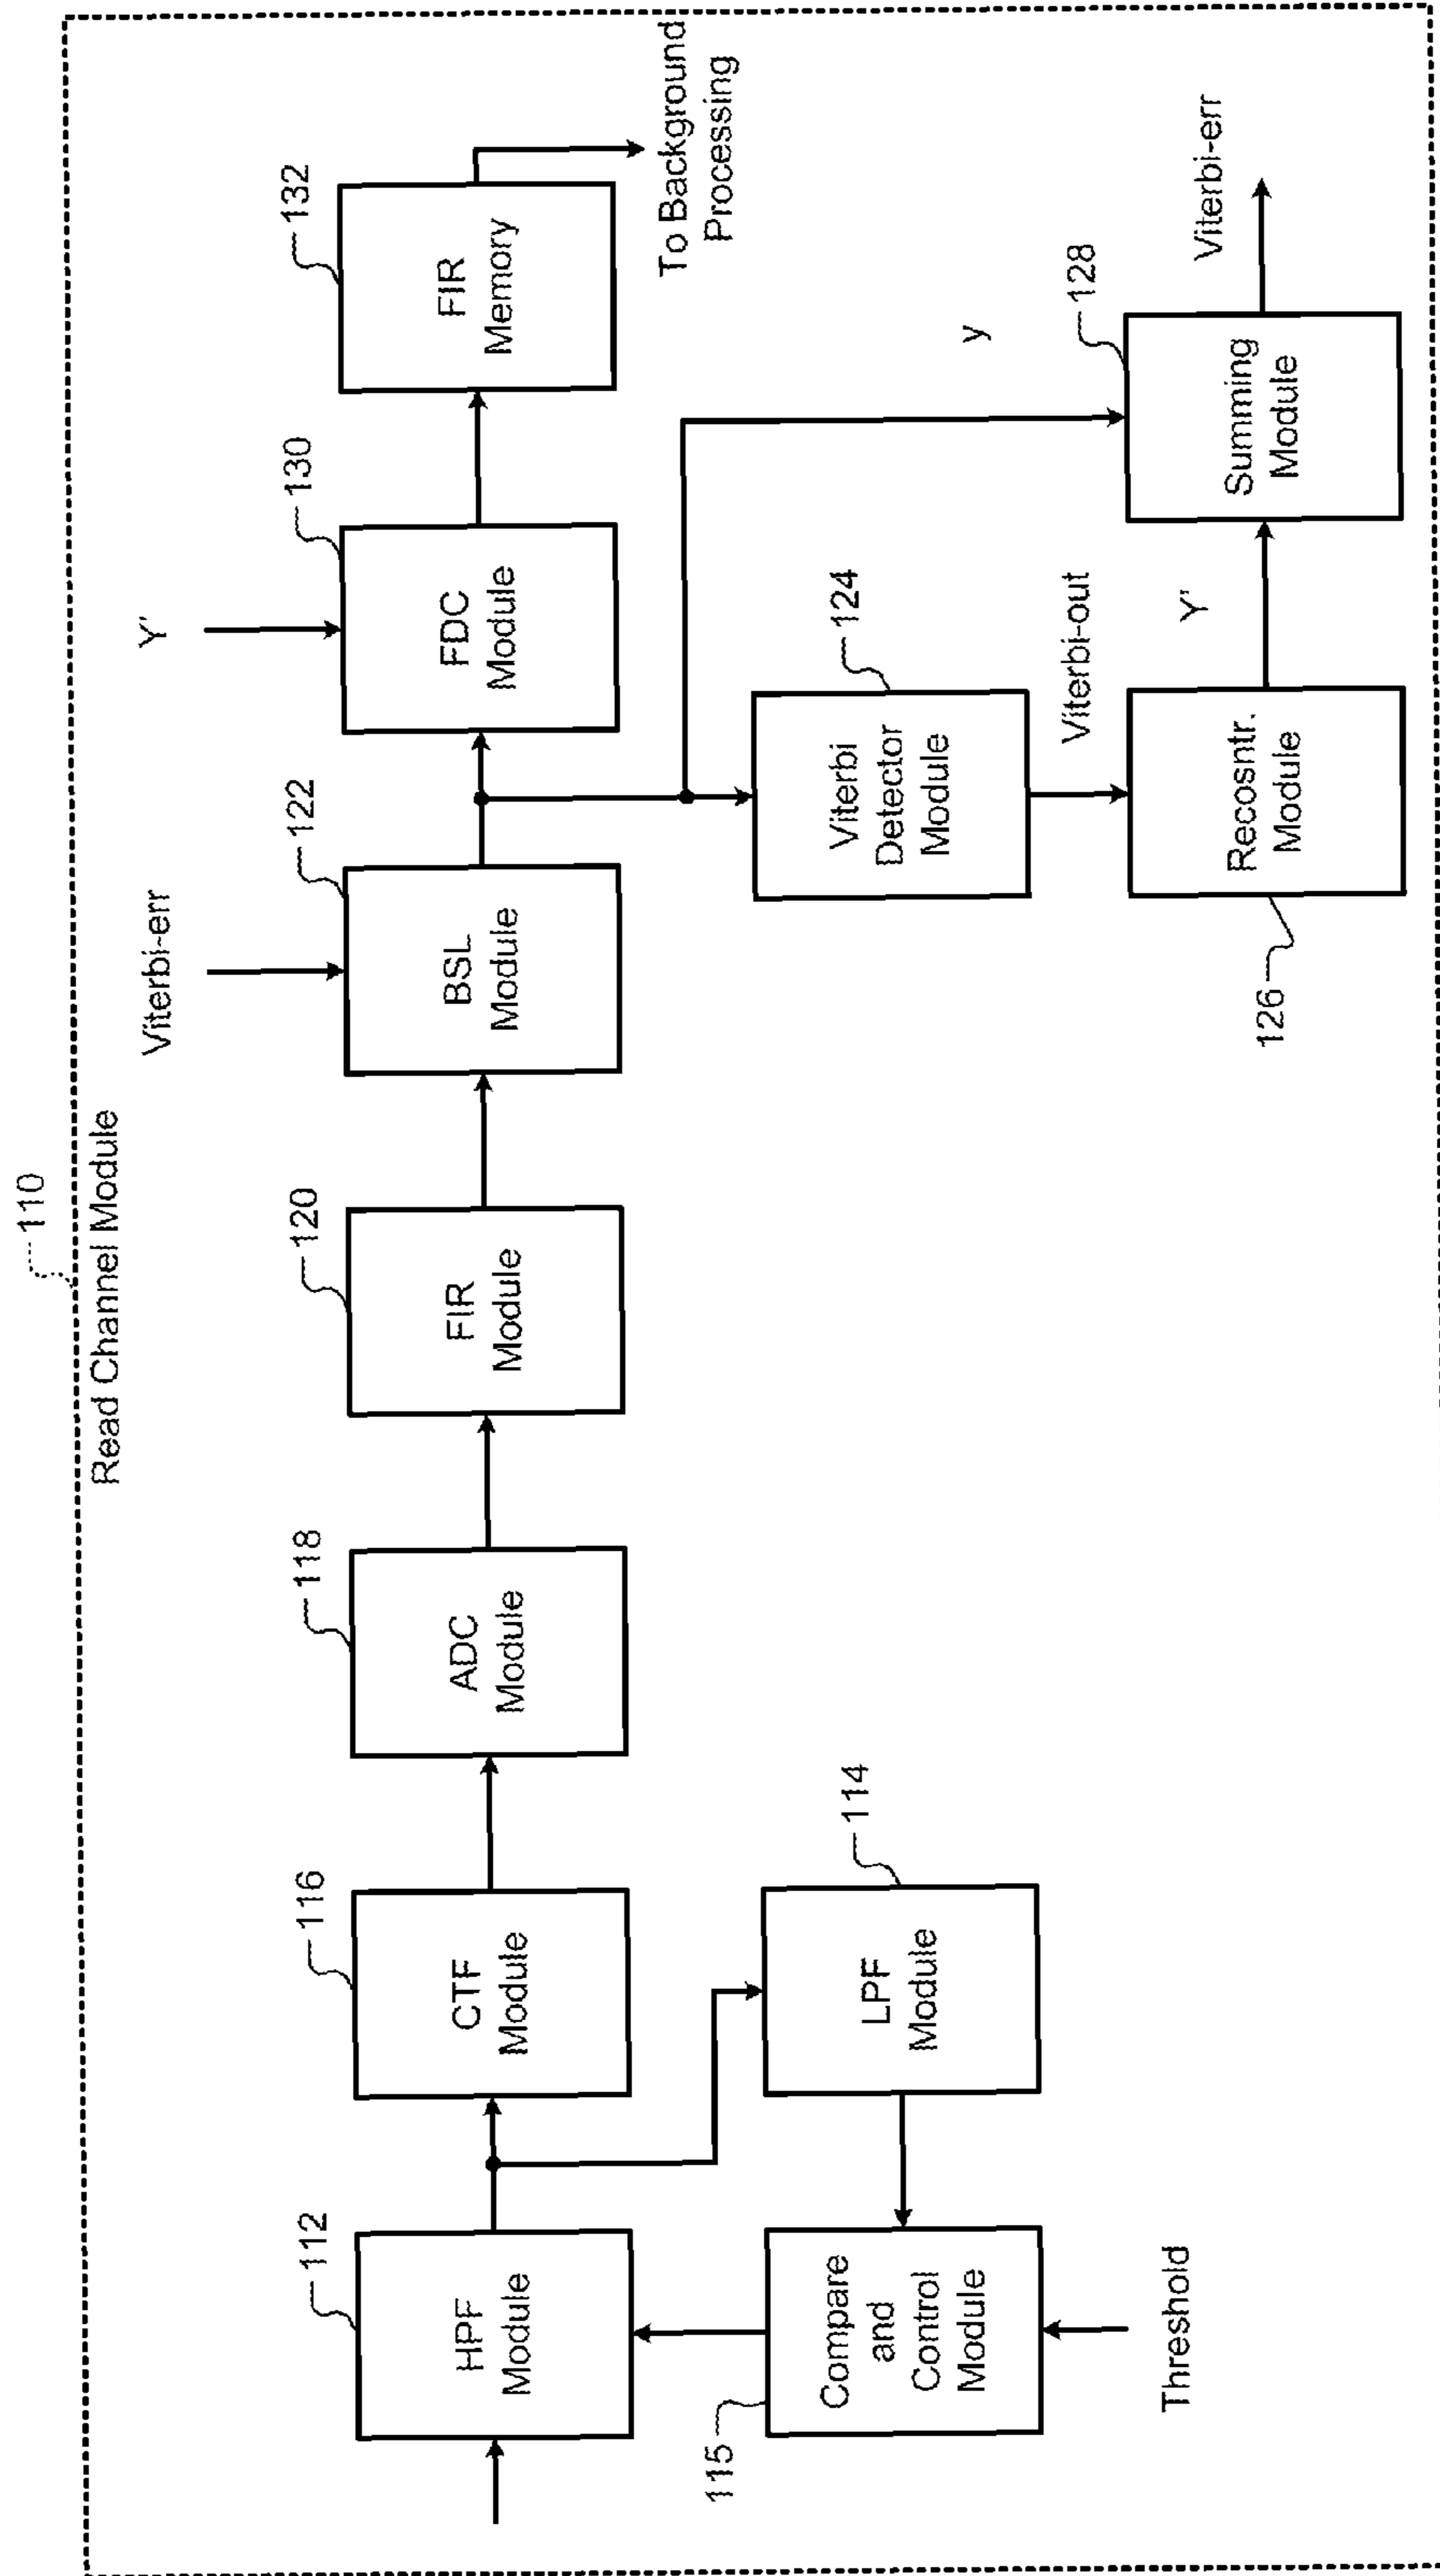 110
Read Channel Module
Viterbi-err
Y'
112
116
118
120
122
130
132
HPF
Module
CTF
Module
ADC
Module
FIR
Module
BSL
Module
FDC
Module
FIR
Memory
To Background
Processing
115
114
124
Compare
and
Control
Module
LPF
Module
Viterbi
Detector
Module
y
Threshold
Viterbi-out
128
126
Recosntr.
Module
Y'
Summing
Module
Viterbi-err